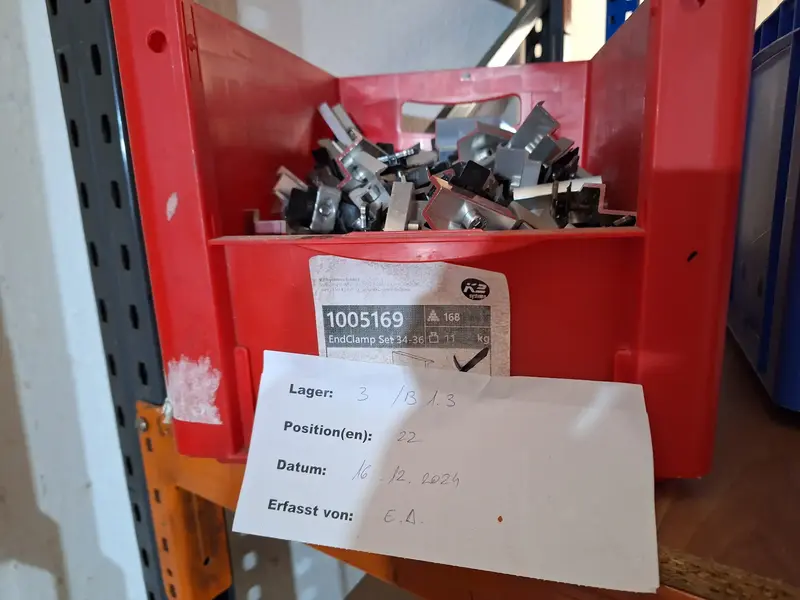 K2
systems
1005169
168
EndClamp Set 34-36
11 kg
Lager: 3 /B 1.3
Position(en): 22
Datum: 16.12.2024
Erfasst von: E.A.